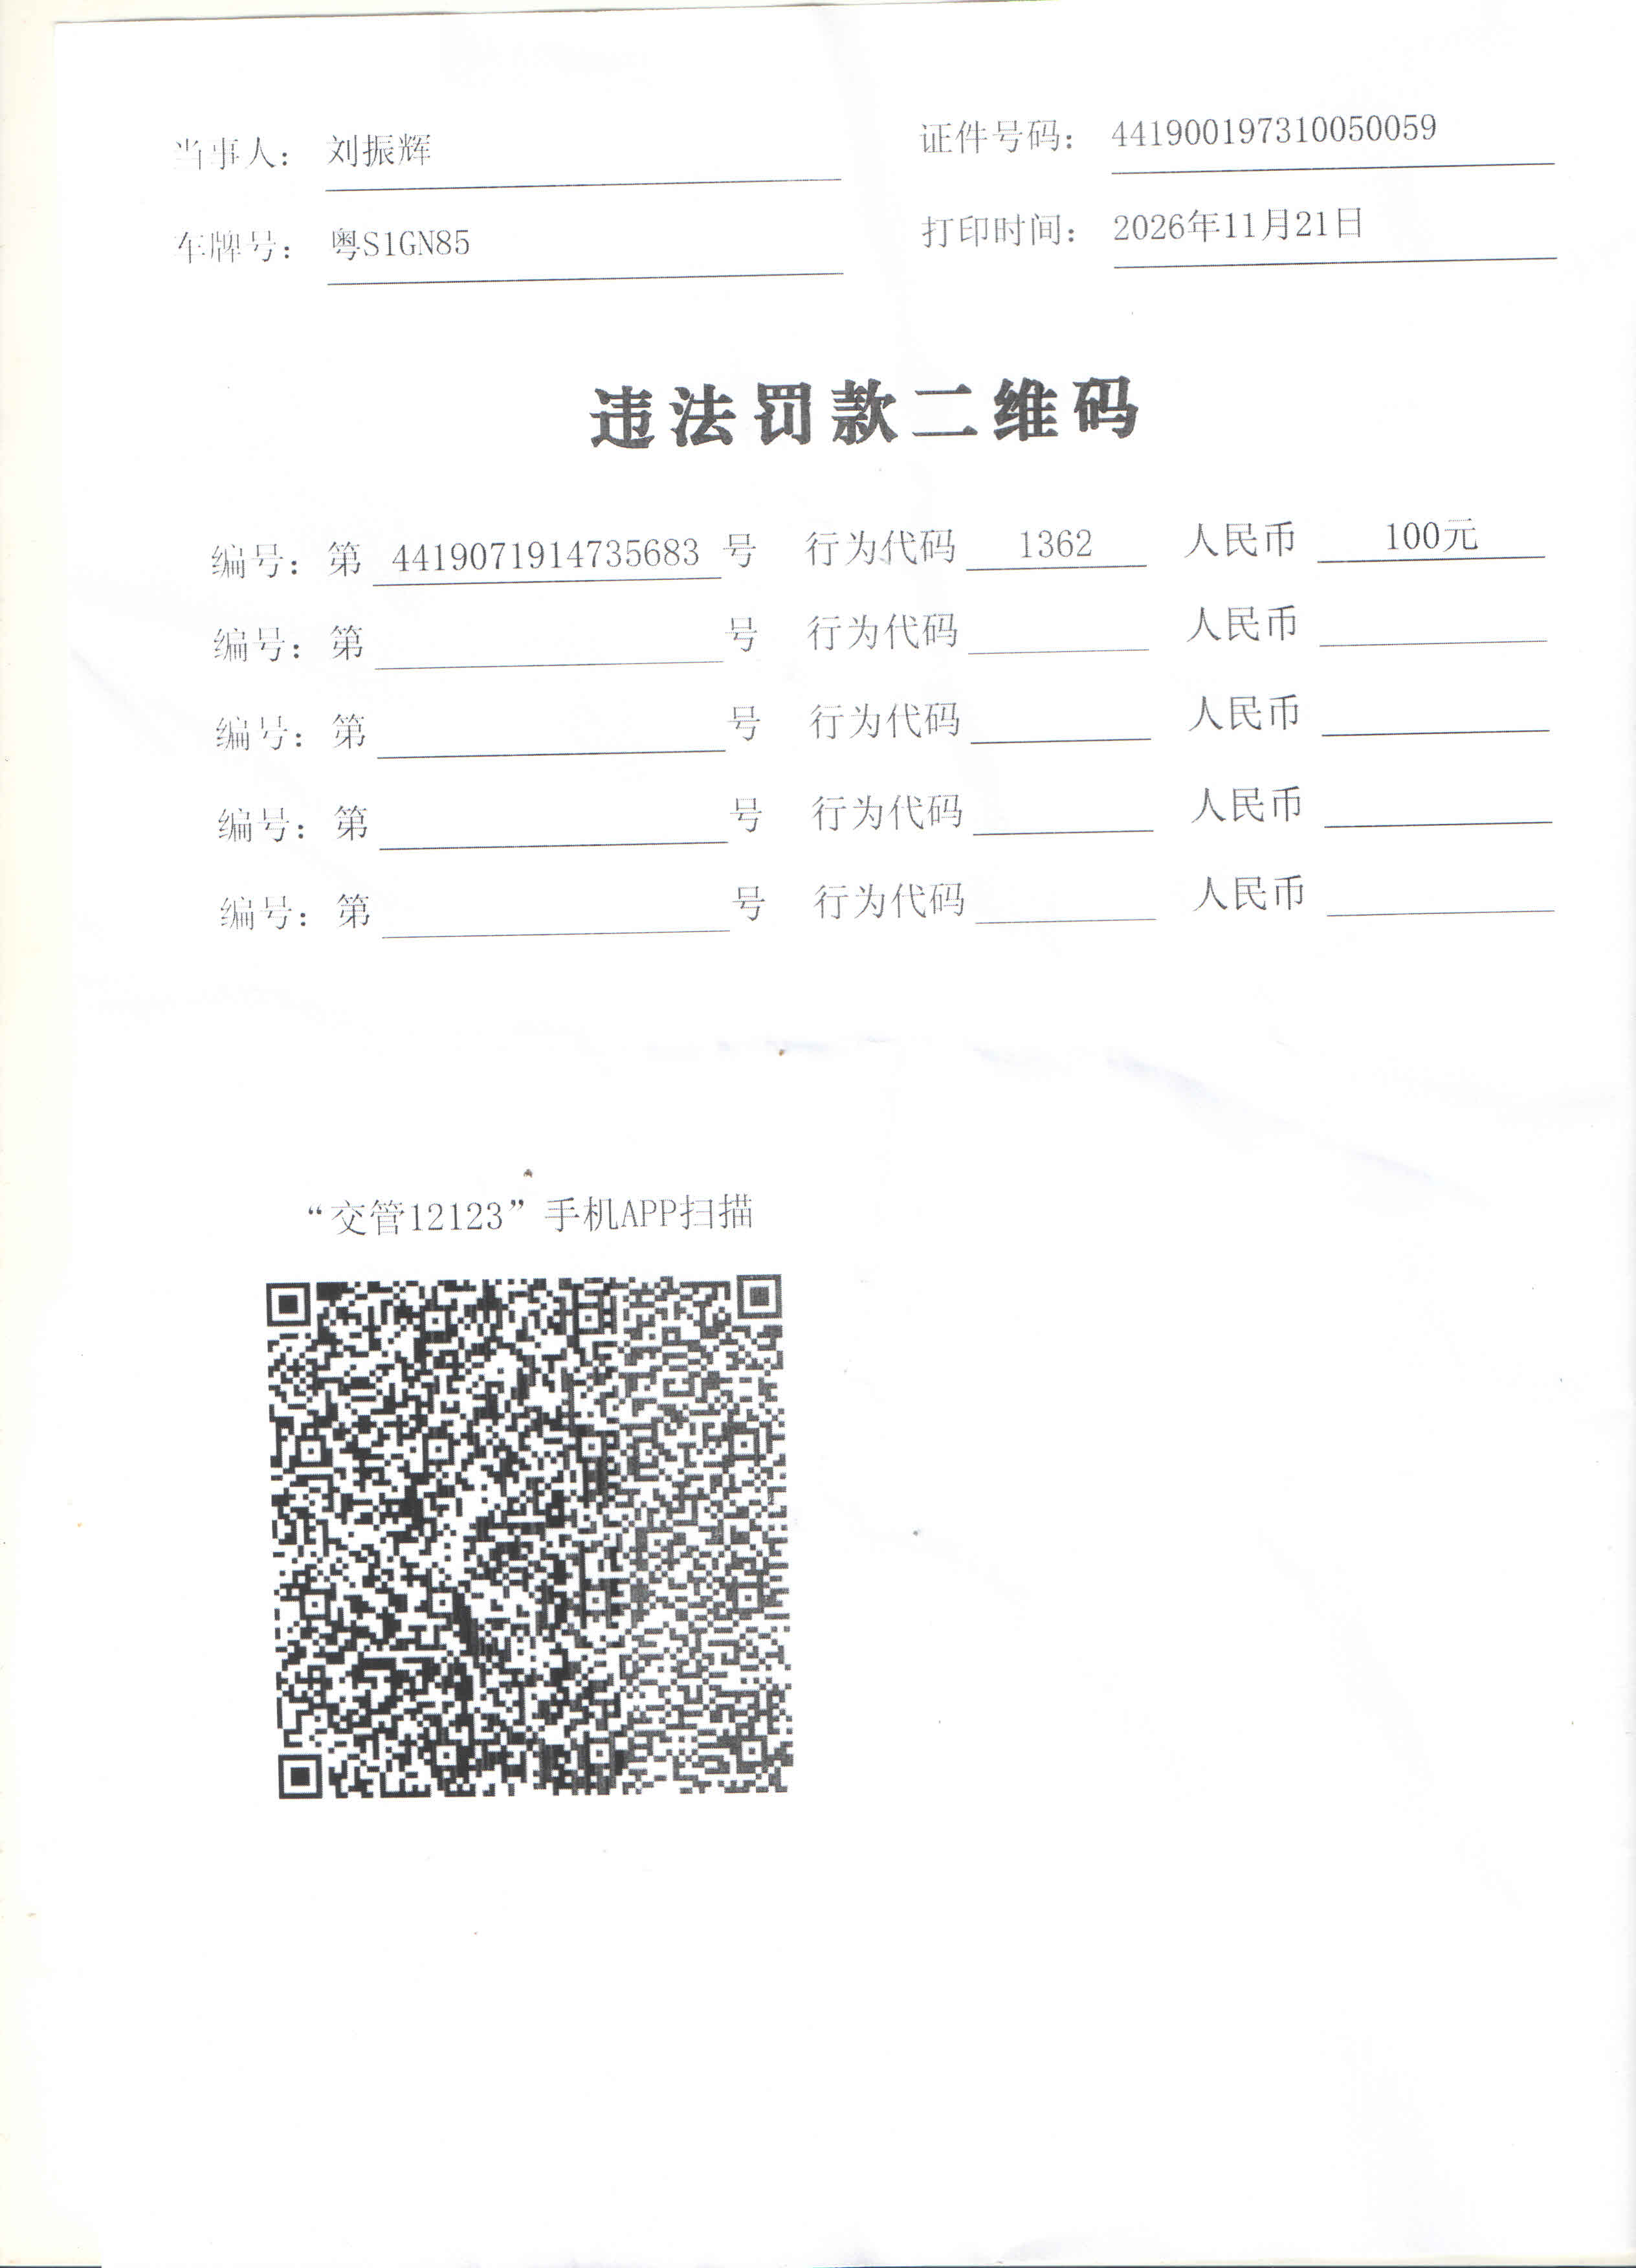 当事人： 刘振辉 证件号码： 441900197310050059
车牌号： 粤S1GN85 打印时间： 2026年11月21日
违法罚款二维码
编号：第 4419071914735683 号 行为代码 1362 人民币 100元
编号：第 号 行为代码 人民币
编号：第 号 行为代码 人民币
编号：第 号 行为代码 人民币
编号：第 号 行为代码 人民币
“交管12123”手机APP扫描